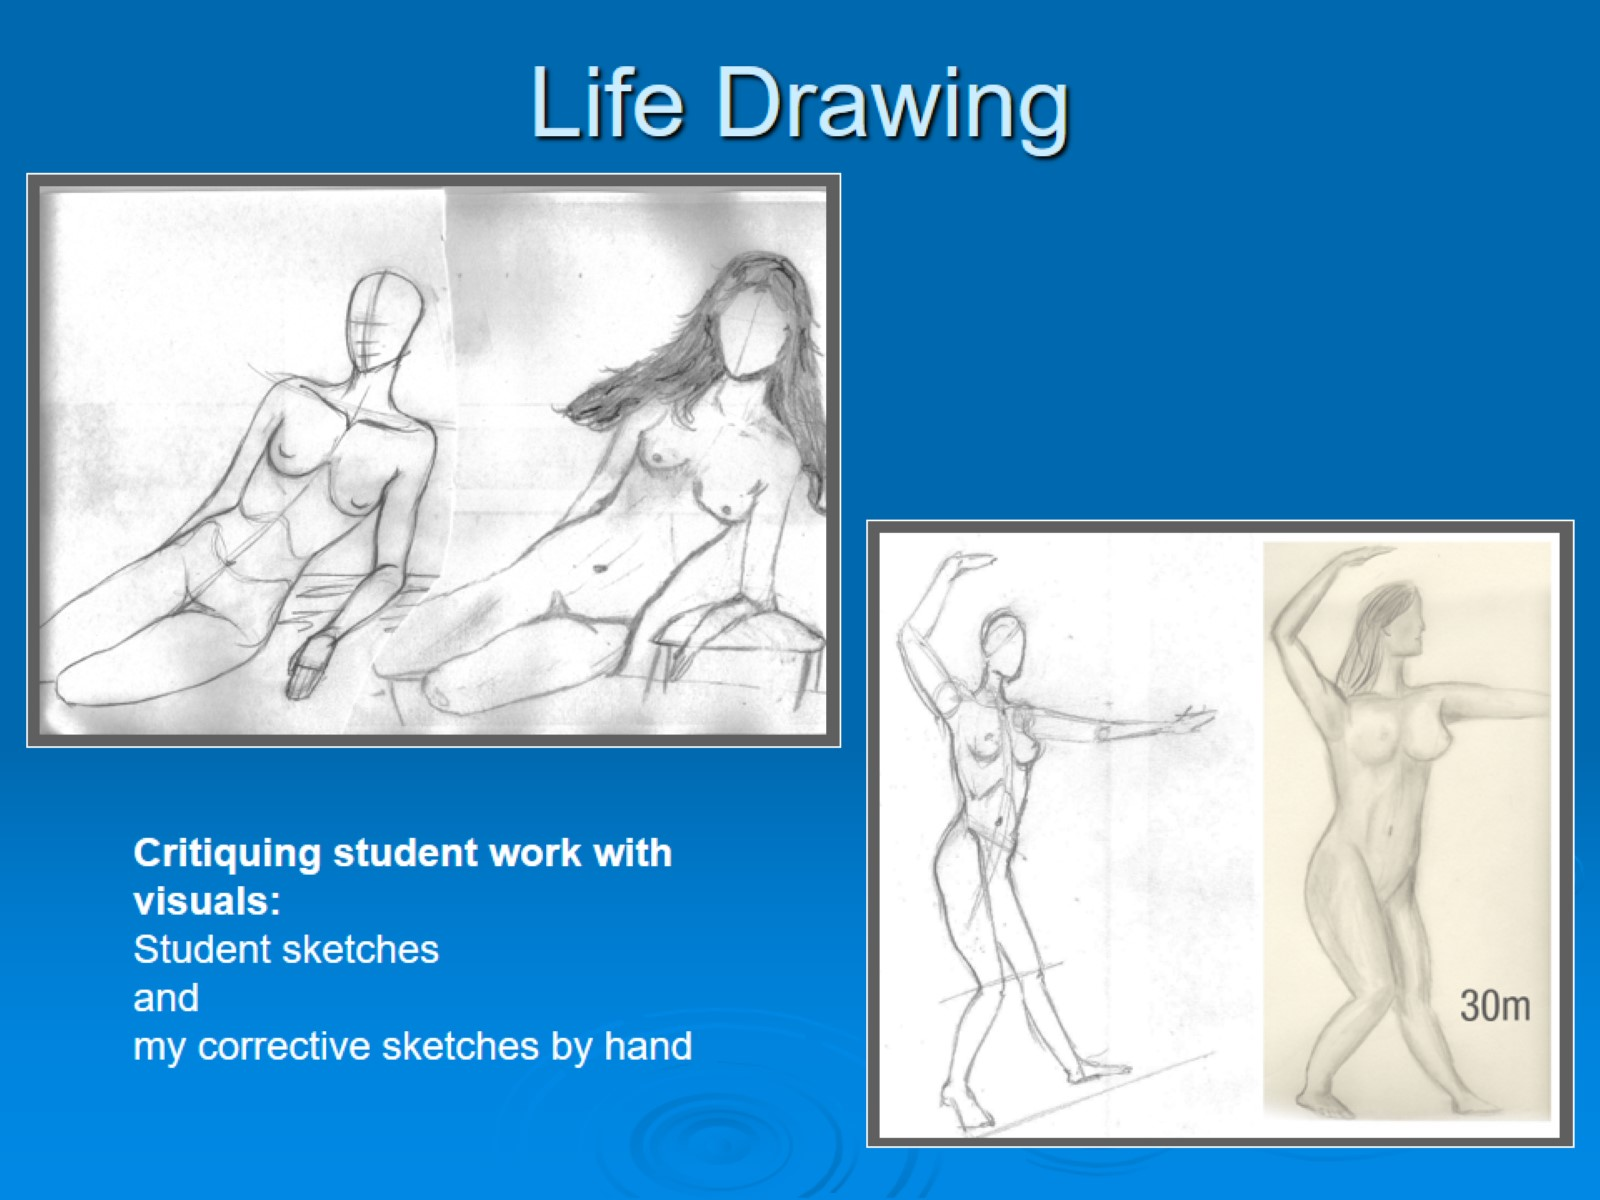 Life Drawing
Critiquing student work with
visuals:
Student sketches
and
my corrective sketches by hand
30m